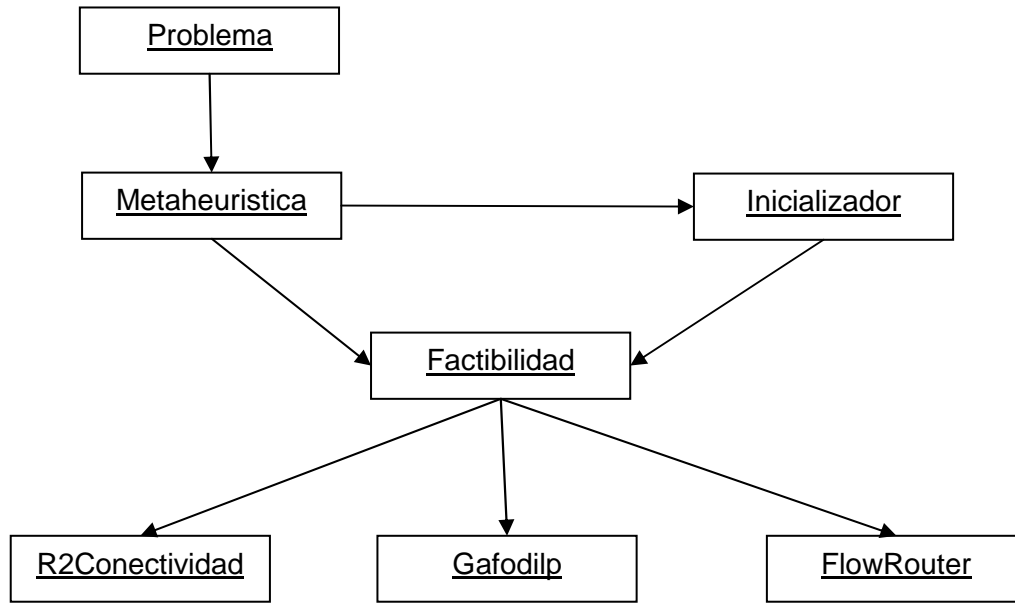 Problema
Metaheuristica
Inicializador
Factibilidad
R2Conectividad
Gafodilp
FlowRouter